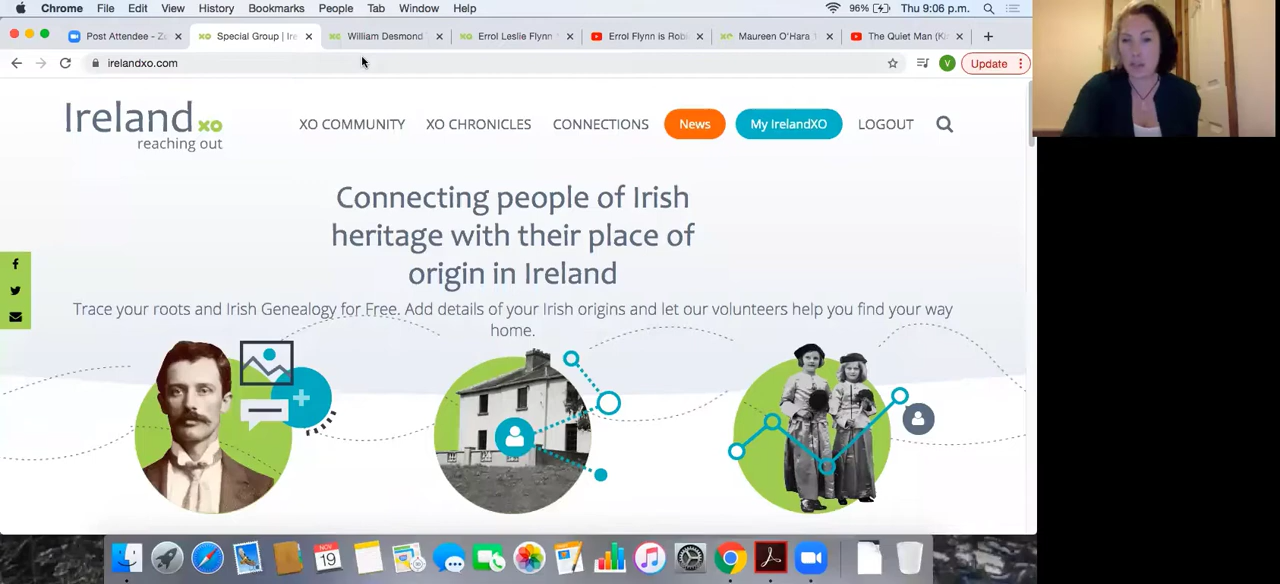 Chrome File Edit View History Bookmarks People Tab Window Help 96% Thu 9:06 p.m.
Post Attendee - Z Special Group | Ire William Desmond Errol Leslie Flynn Errol Flynn is Rob Maureen O'Hara The Quiet Man (
irelandxo.com V Update
Ireland xo
reaching out
XO COMMUNITY XO CHRONICLES CONNECTIONS News My IrelandXO LOGOUT
Connecting people of Irish
heritage with their place of
origin in Ireland
Trace your roots and Irish Genealogy for Free. Add details of your Irish origins and let our volunteers help you find your way
home.
NOV
19